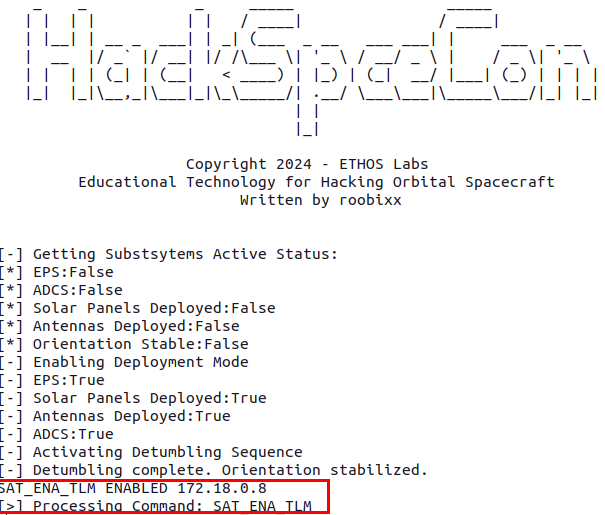 HackSpaceCon
Copyright 2024 - ETHOS Labs
Educational Technology for Hacking Orbital Spacecraft
Written by roobixx
[-] Getting Substsytems Active Status:
[*] EPS:False
[*] ADCS:False
[*] Solar Panels Deployed:False
[*] Antennas Deployed:False
[*] Orientation Stable:False
[-] Enabling Deployment Mode
[-] EPS:True
[-] Solar Panels Deployed:True
[-] Antennas Deployed:True
[-] ADCS:True
[-] Activating Detumbling Sequence
[-] Detumbling complete. Orientation stabilized.
SAT_ENA_TLM ENABLED 172.18.0.8
[>] Processing Command: SAT_ENA_TLM